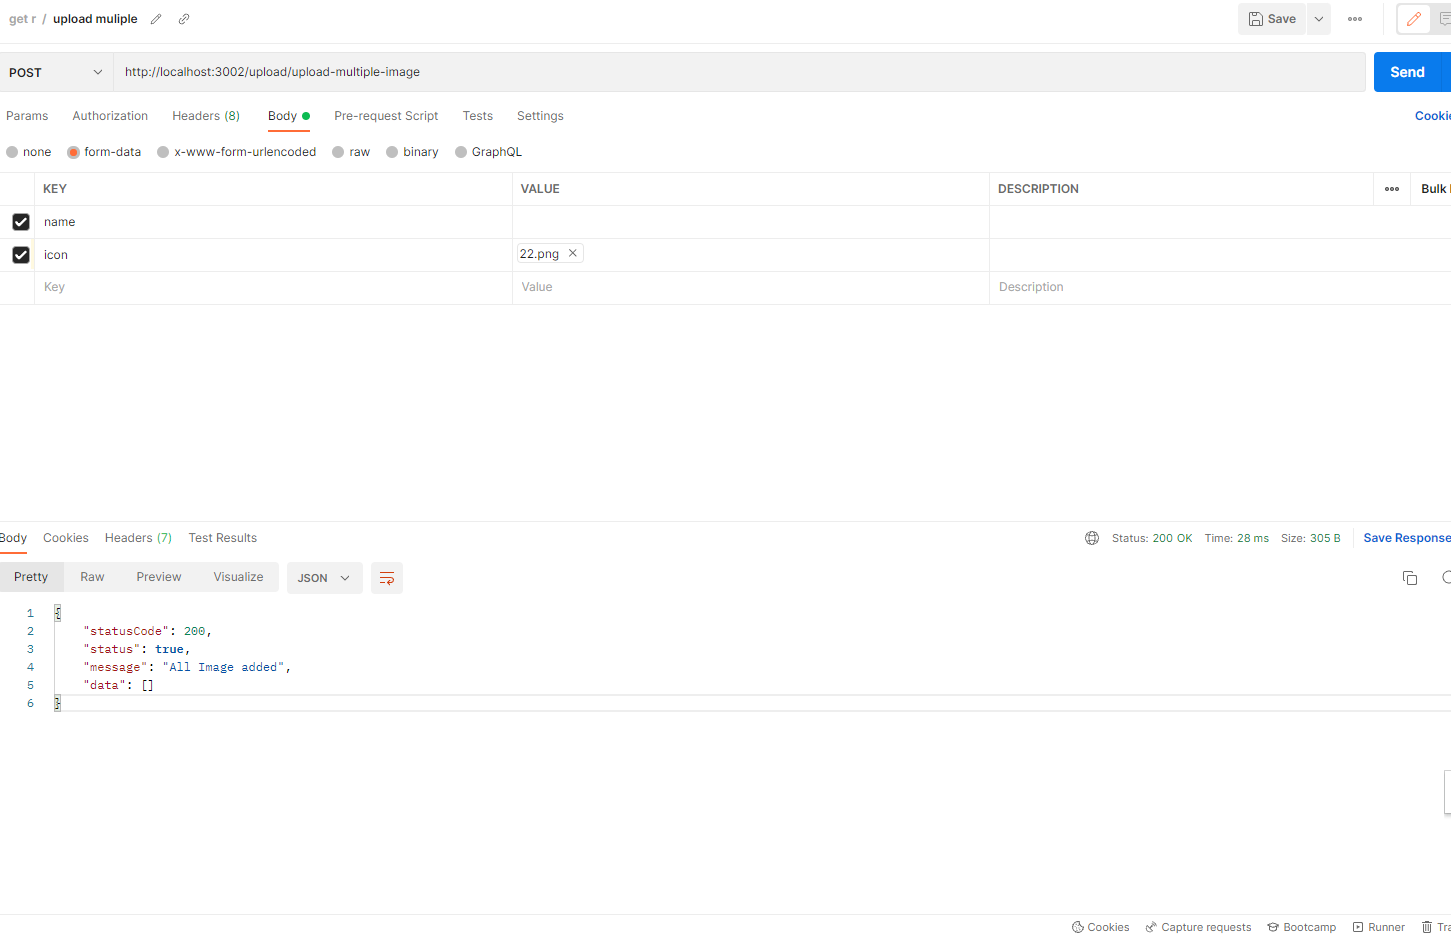 get r / upload muliple
Save
POST
http://localhost:3002/upload/upload-multiple-image
Send
Params Authorization Headers (8) Body Pre-request Script Tests Settings
Cookie
none form-data x-www-form-urlencoded raw binary GraphQL
KEY VALUE DESCRIPTION Bulk
name
icon 22.png
Key Value Description
Body Cookies Headers (7) Test Results
Status: 200 OK Time: 28 ms Size: 305 B Save Response
Pretty Raw Preview Visualize JSON
1 {
2 "statusCode": 200,
3 "status": true,
4 "message": "All Image added",
5 "data": []
6 }
Cookies Capture requests Bootcamp Runner Tra